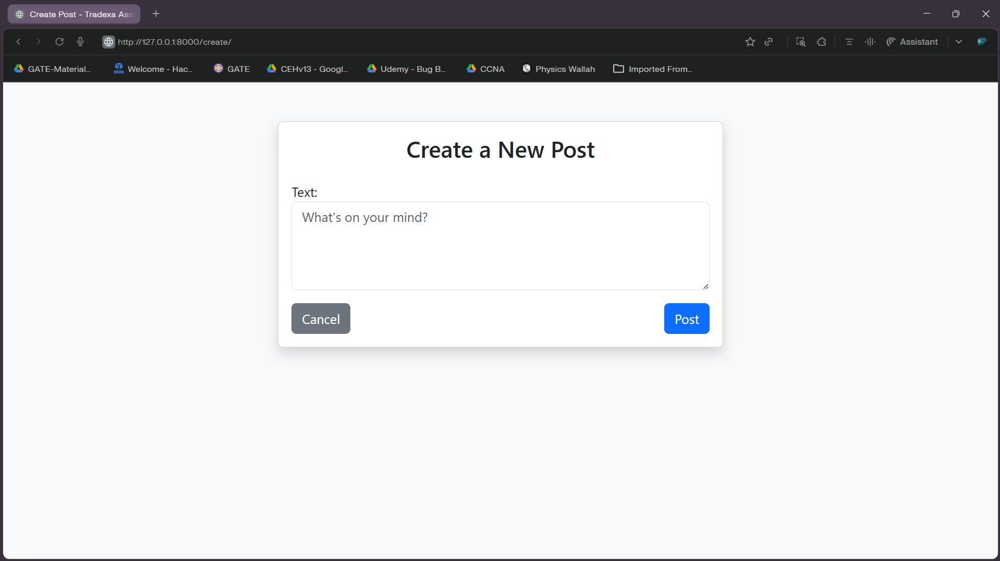 Create Post - Tradexa Ass
http://127.0.0.1:8000/create/
Assistant
GATE-Material...
TATA
Welcome - Hac...
GATE
CEHv13 - Googl...
Udemy - Bug B...
CCNA
Physics Wallah
Imported From...
Create a New Post
Text:
What's on your mind?
Cancel
Post